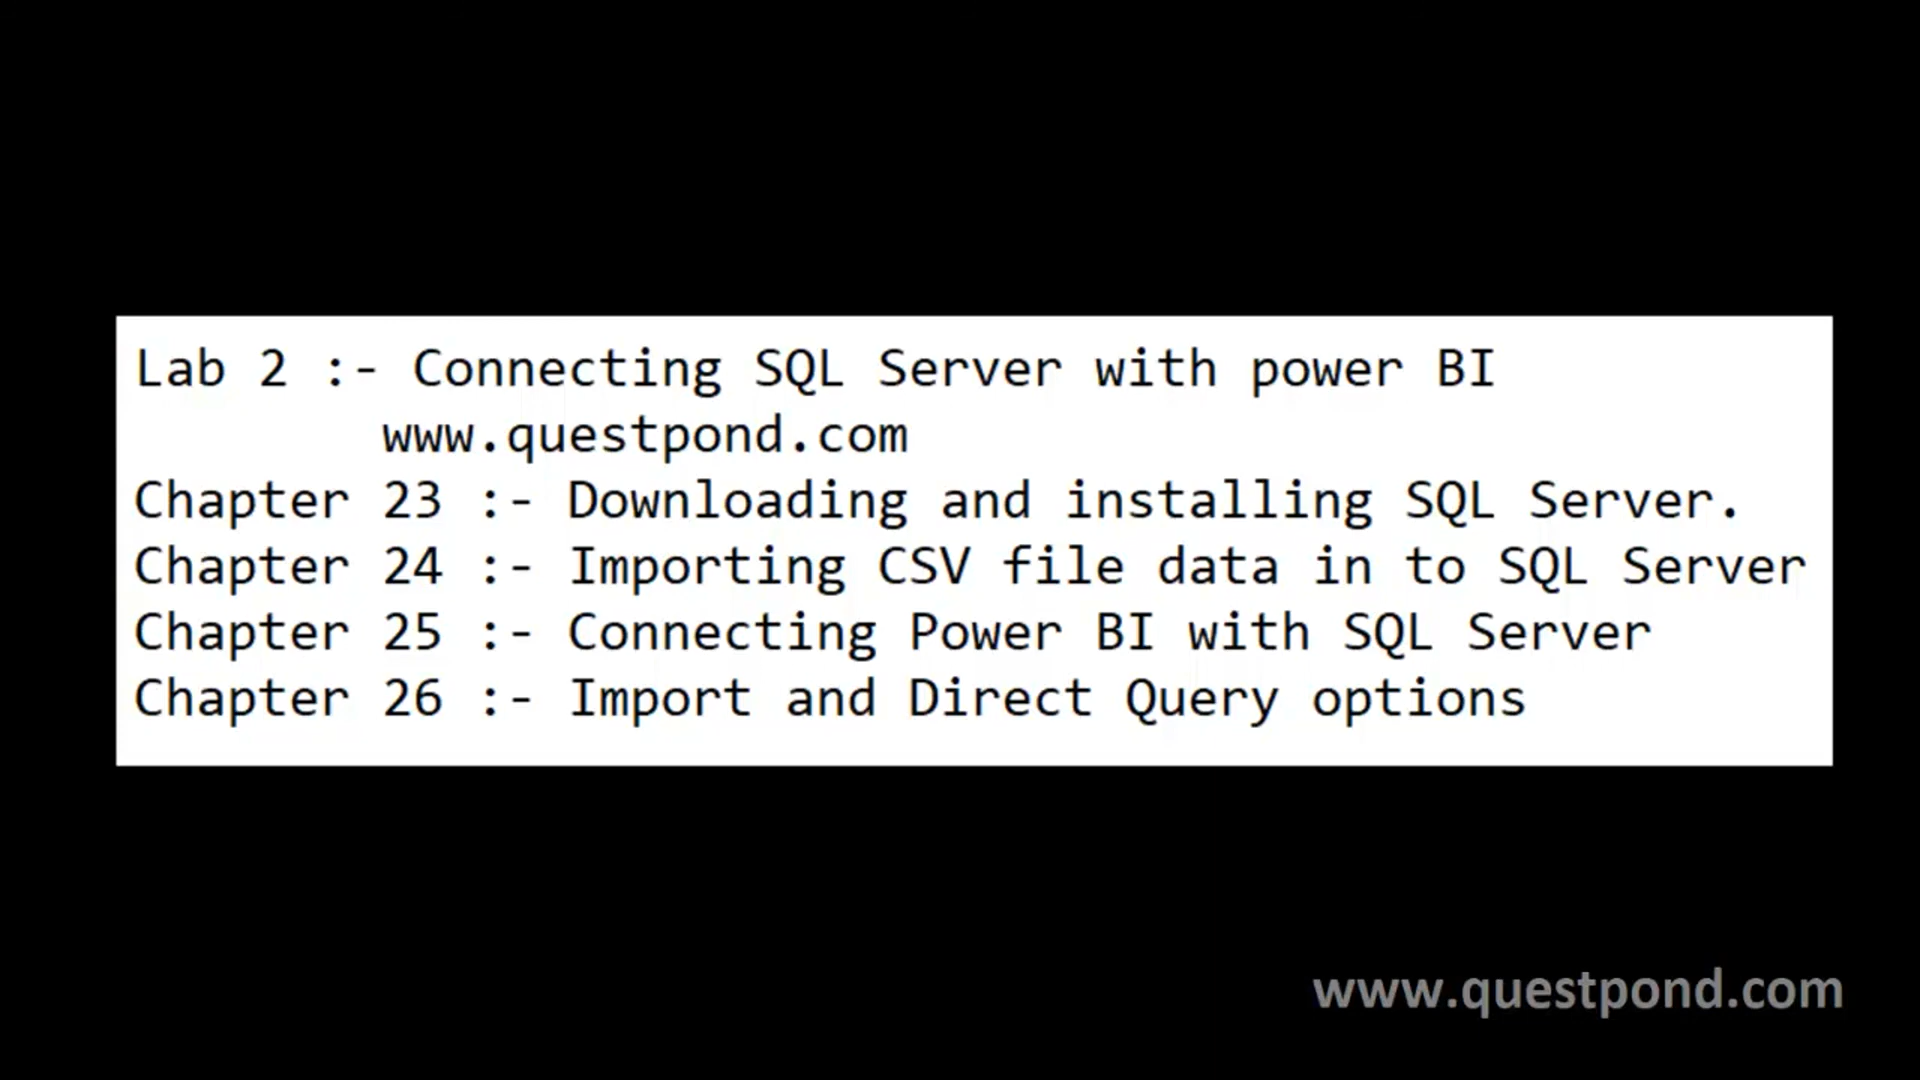 Lab 2 :- Connecting SQL Server with power BI
www.questpond.com
Chapter 23 :- Downloading and installing SQL Server.
Chapter 24 :- Importing CSV file data in to SQL Server
Chapter 25 :- Connecting Power BI with SQL Server
Chapter 26 :- Import and Direct Query options
www.questpond.com